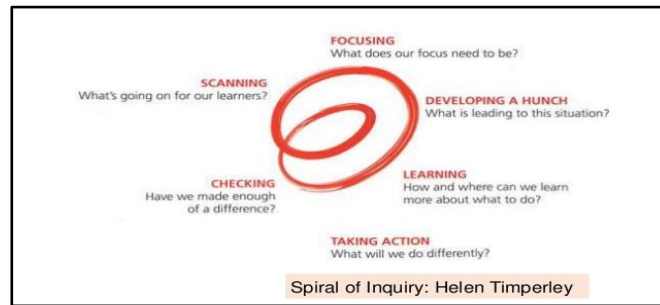 FOCUSING
What does our focus need to be?
SCANNING
What's going on for our learners?
DEVELOPING A HUNCH
What is leading to this situation?
LEARNING
How and where can we learn
more about what to do?
CHECKING
Have we made enough
of a difference?
TAKING ACTION
What will we do differently?
Spiral of Inquiry: Helen Timperley